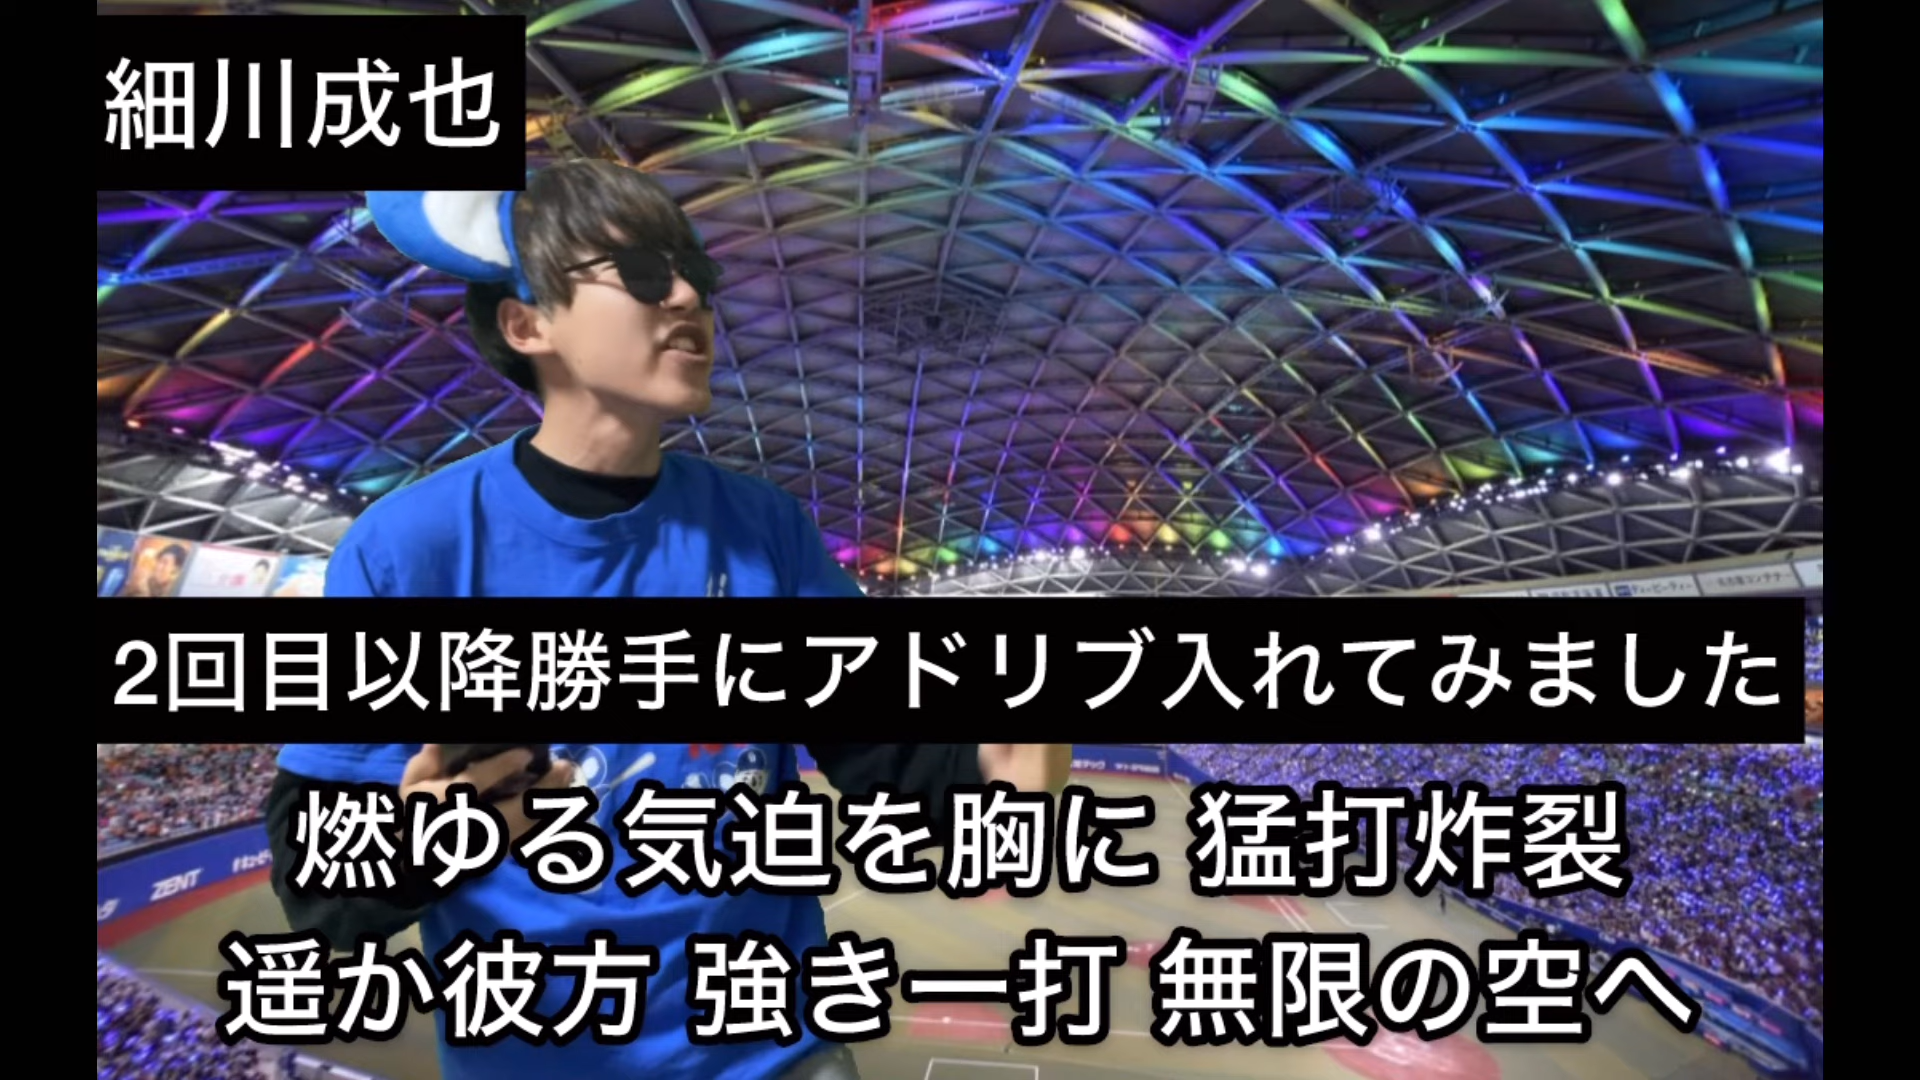 細川成也
2回目以降勝手にアドリブ入れてみました
ZENT
燃ゆる気迫を胸に 猛打炸裂
遥か彼方 強き一打 無限の空へ